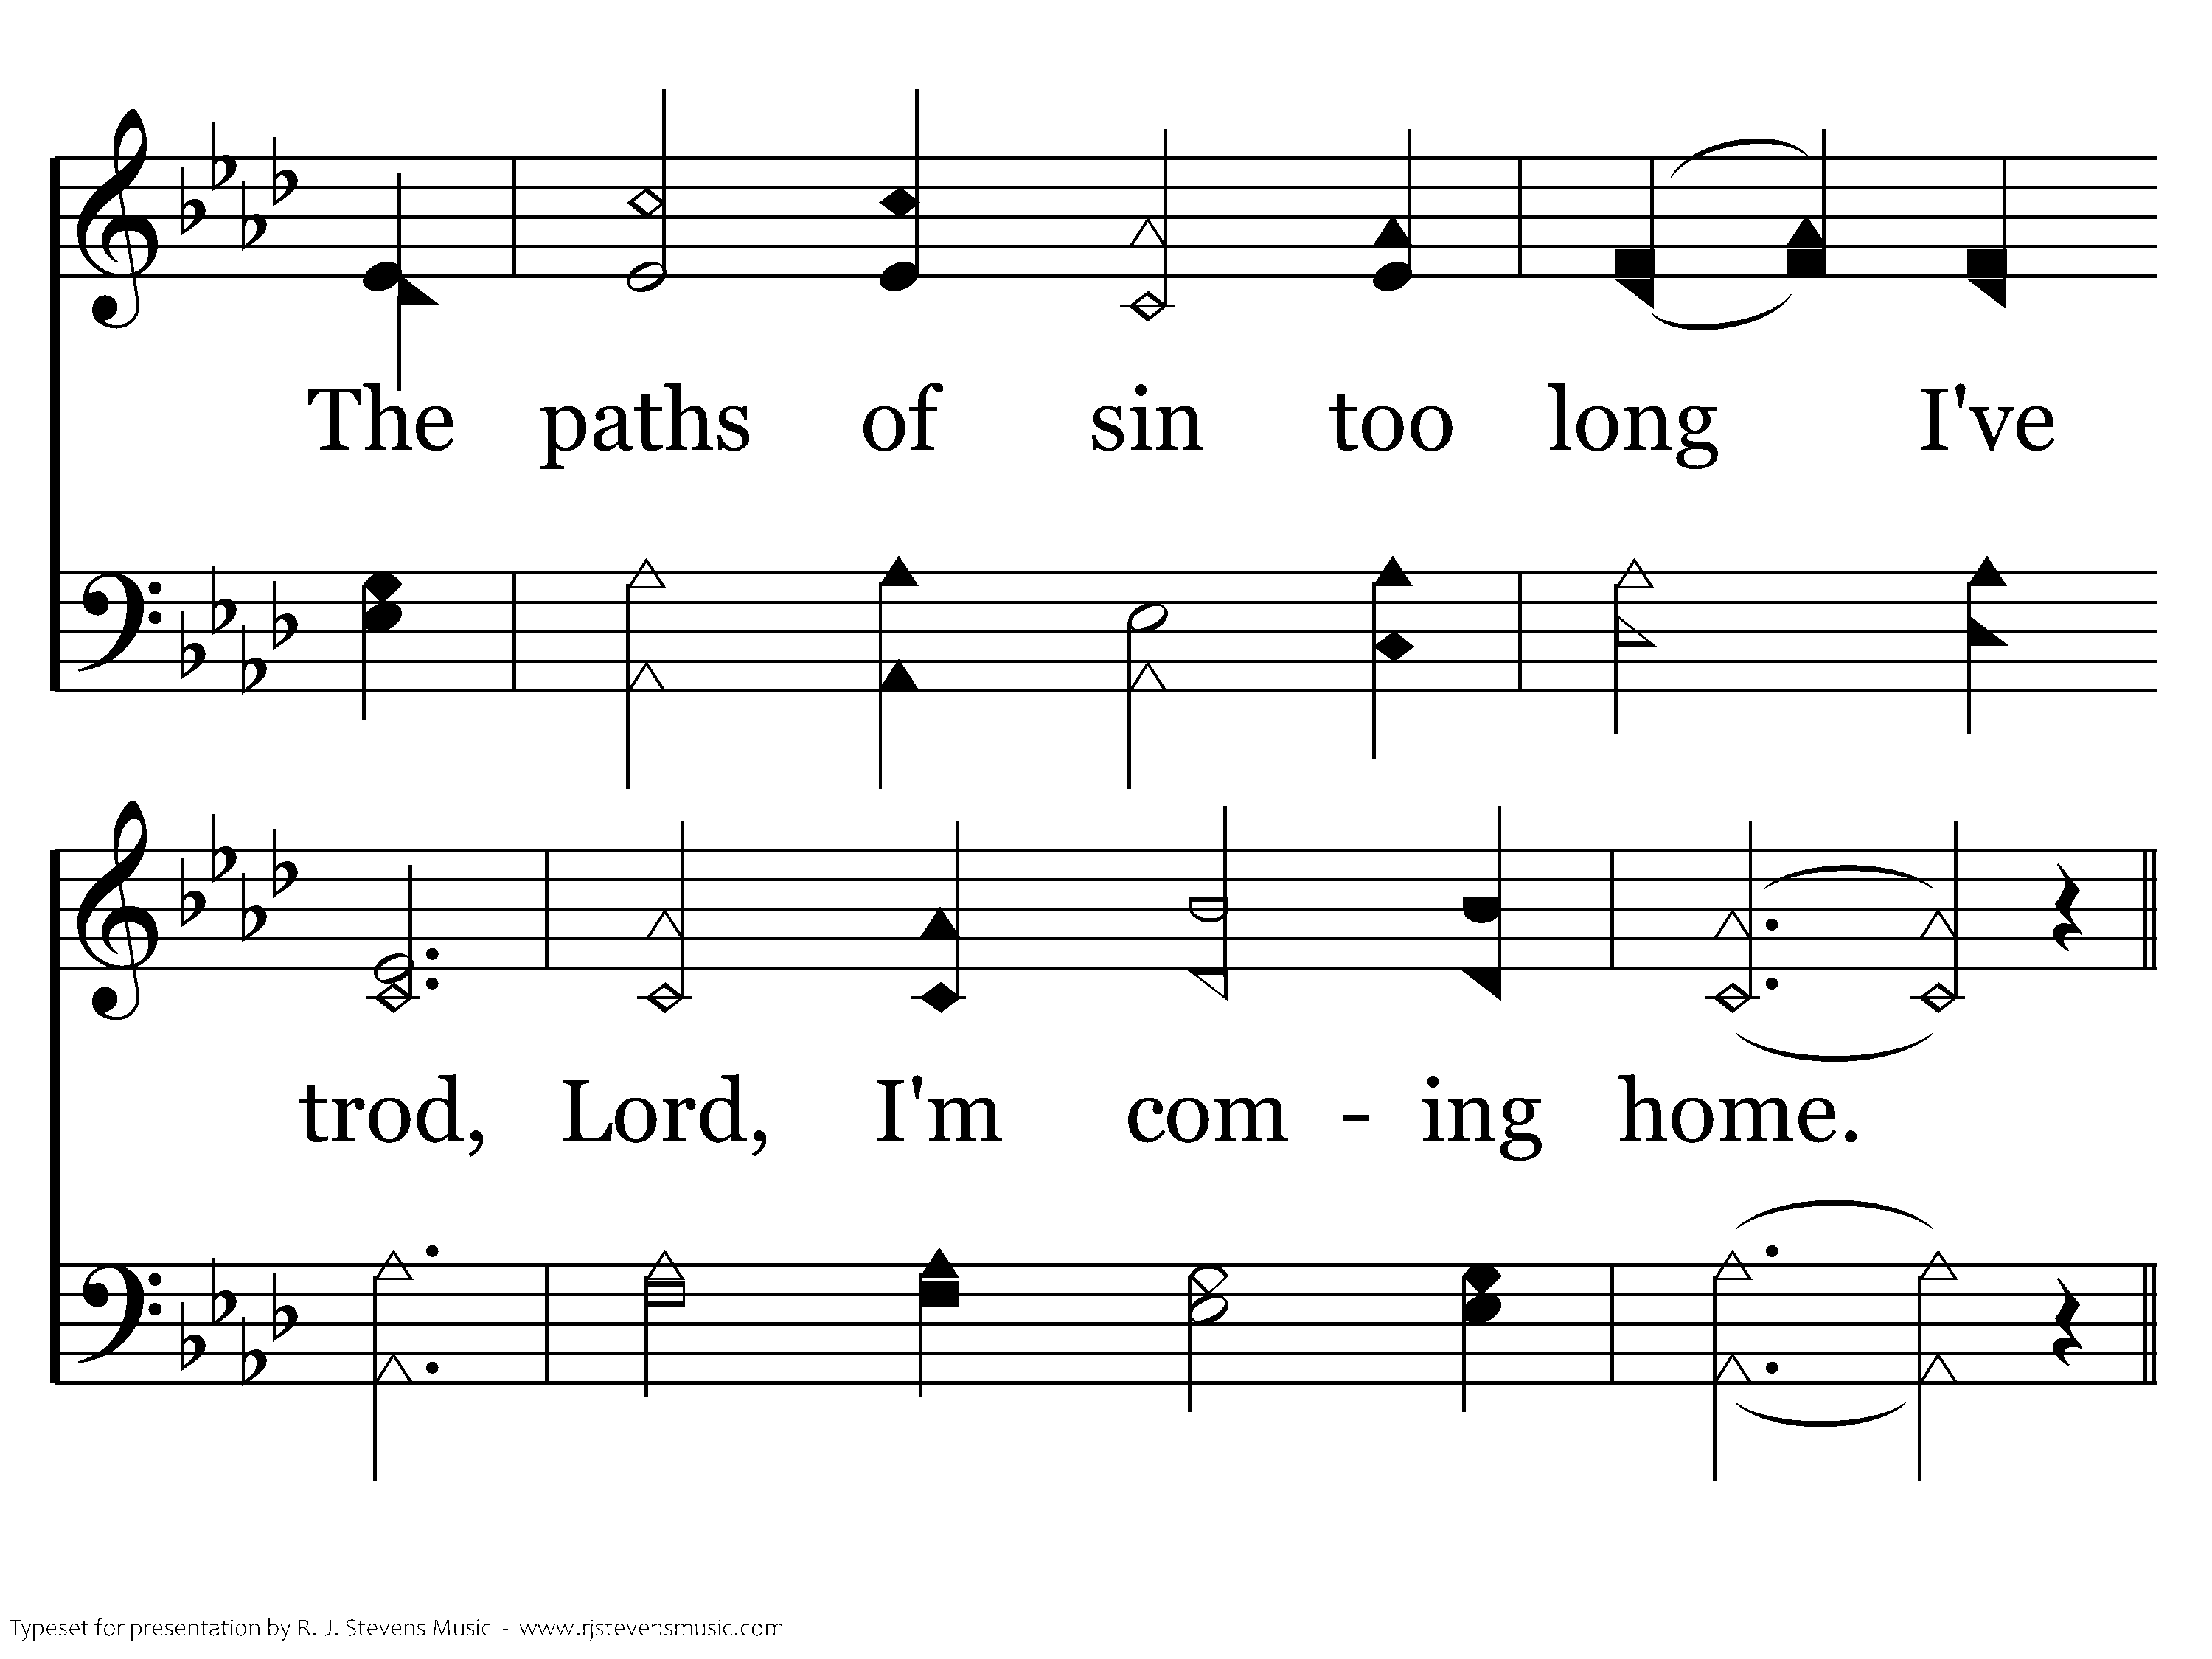 The paths of sin too long I've
trod, Lord, I'm com - ing home.
Typeset for presentation by R. J. Stevens Music - www.rjstevensmusic.com